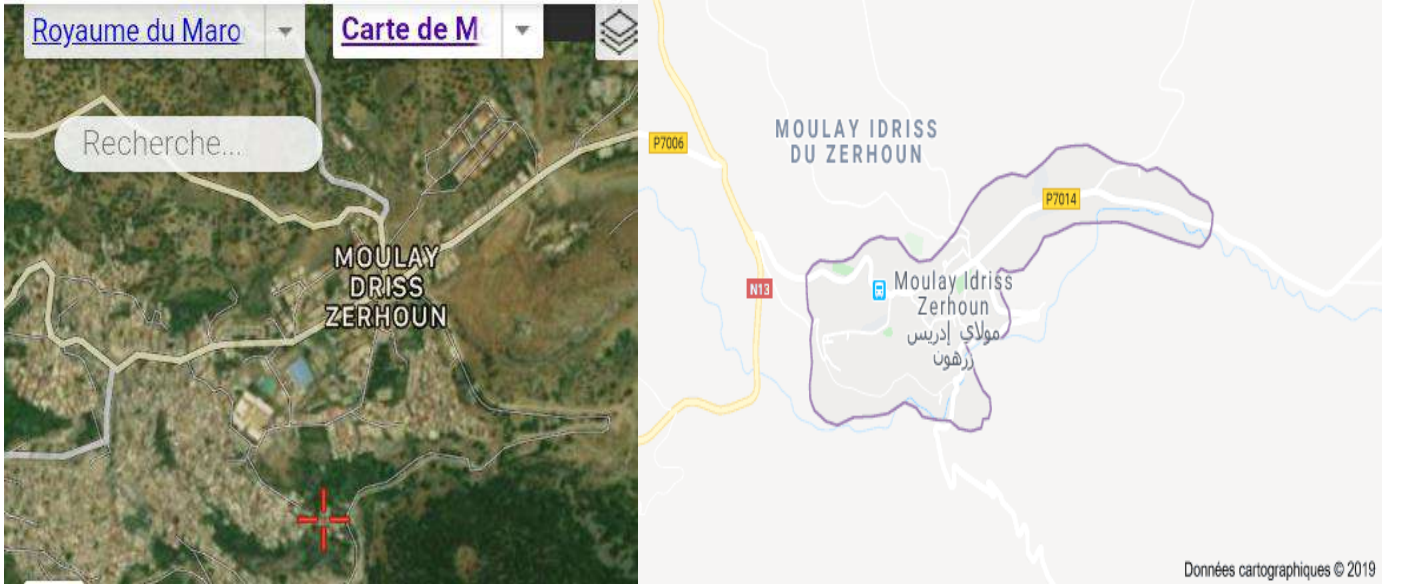 Royaume du Maro
Carte de M
Recherche...
MOULAY
DRISS
ZERHOUN
P7006
MOULAY IDRISS
DU ZERHOUN
P7014
N13
Moulay Idriss
Zerhoun
مولاي إدريس
زرهون
Données cartographiques © 2019